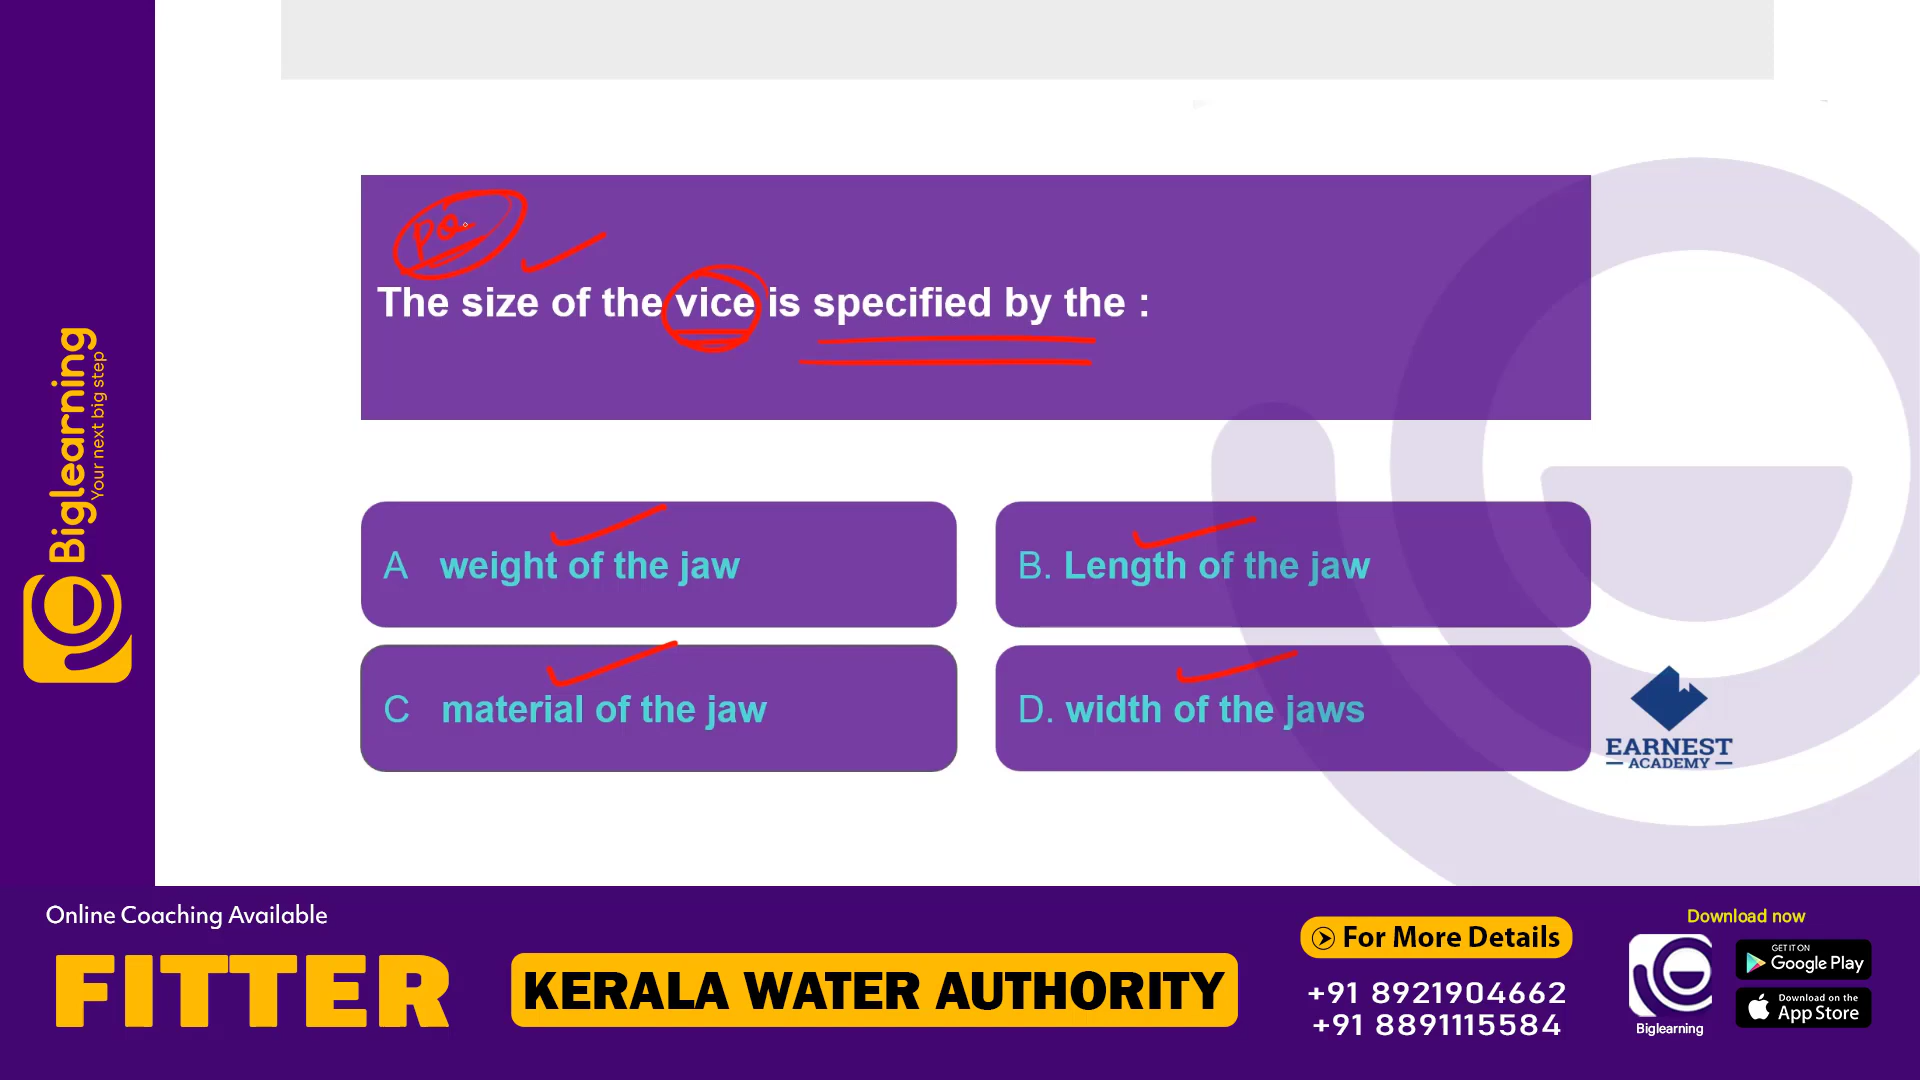 The size of the vice is specified by the :
A weight of the jaw
B. Length of the jaw
C material of the jaw
D. width of the jaws
EARNEST
ACADEMY
Biglearning
Your next big step
Online Coaching Available
FITTER
KERALA WATER AUTHORITY
For More Details
+91 8921904662
+91 8891115584
Download now
Biglearning
GET IT ON
Google Play
Download on the
App Store